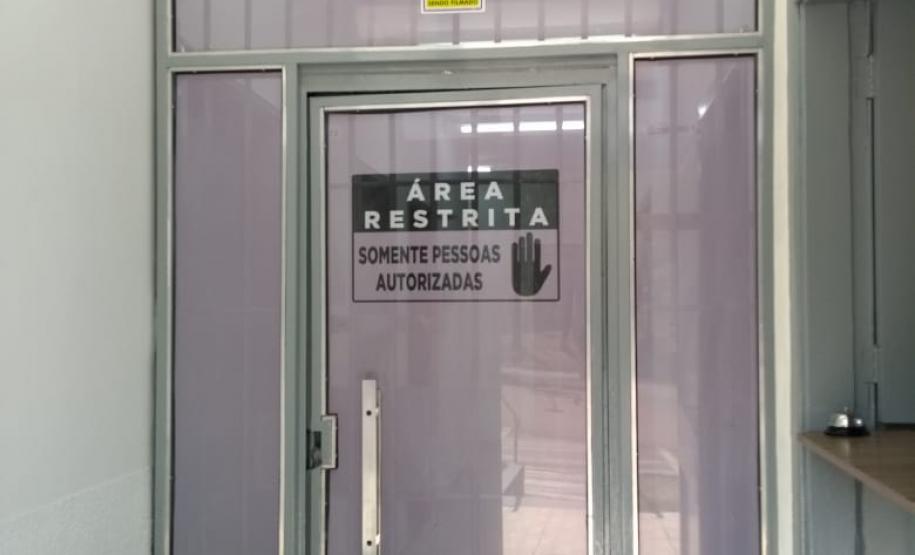 SENDO FILMADO
ÁREA
RESTRITA
SOMENTE PESSOAS
AUTORIZADAS